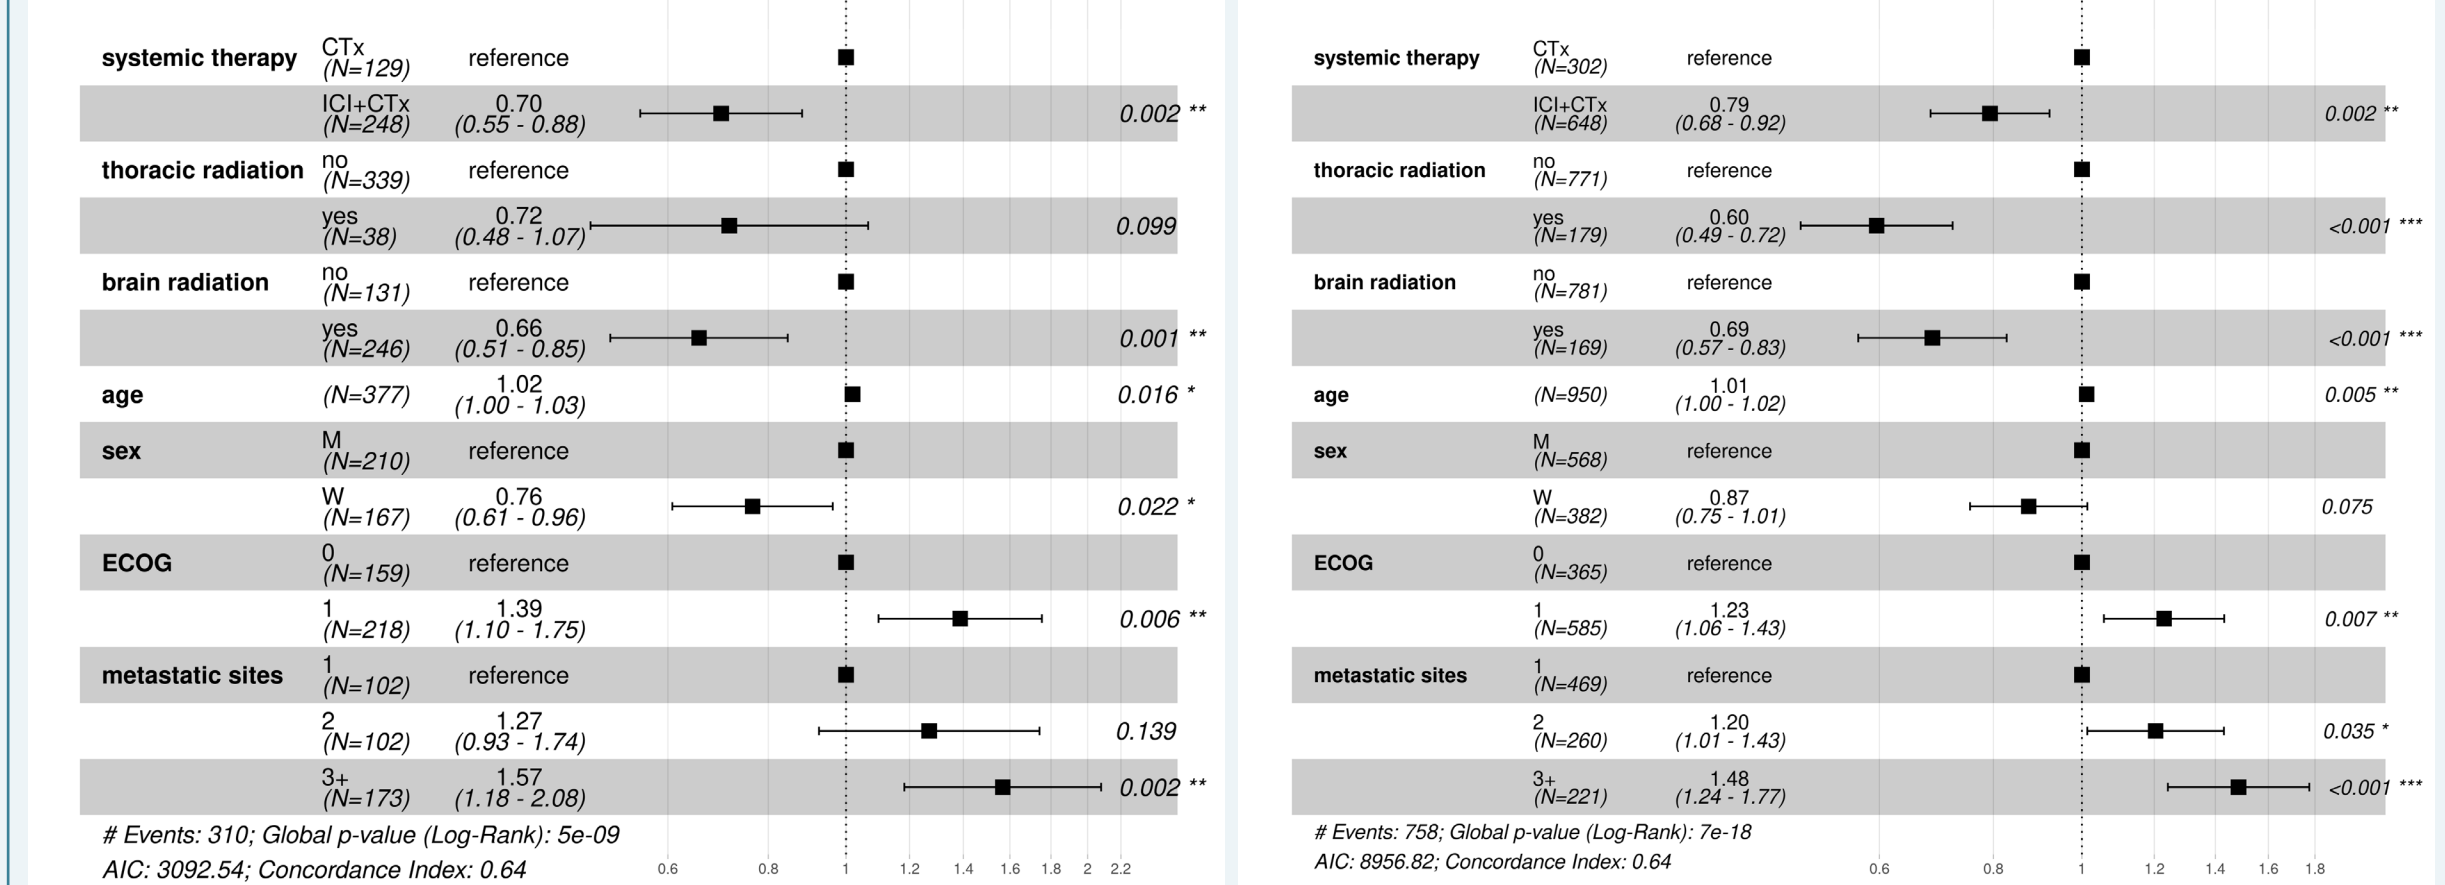 systemic therapy CTx (N=129) reference
ICI+CTx (N=248) 0.70 (0.55 - 0.88) 0.002 **
thoracic radiation no (N=339) reference
yes (N=38) 0.72 (0.48 - 1.07) 0.099
brain radiation no (N=131) reference
yes (N=246) 0.66 (0.51 - 0.85) 0.001 **
age (N=377) 1.02 (1.00 - 1.03) 0.016 *
sex M (N=210) reference
W (N=167) 0.76 (0.61 - 0.96) 0.022 *
ECOG 0 (N=159) reference
1 (N=218) 1.39 (1.10 - 1.75) 0.006 **
metastatic sites 1 (N=102) reference
2 (N=102) 1.27 (0.93 - 1.74) 0.139
3+ (N=173) 1.57 (1.18 - 2.08) 0.002 **
# Events: 310; Global p-value (Log-Rank): 5e-09
AIC: 3092.54; Concordance Index: 0.64
0.6 0.8 1 1.2 1.4 1.6 1.8 2 2.2
systemic therapy CTx (N=302) reference
ICI+CTx (N=648) 0.79 (0.68 - 0.92) 0.002 **
thoracic radiation no (N=771) reference
yes (N=179) 0.60 (0.49 - 0.72) <0.001 ***
brain radiation no (N=781) reference
yes (N=169) 0.69 (0.57 - 0.83) <0.001 ***
age (N=950) 1.01 (1.00 - 1.02) 0.005 **
sex M (N=568) reference
W (N=382) 0.87 (0.75 - 1.01) 0.075
ECOG 0 (N=365) reference
1 (N=585) 1.23 (1.06 - 1.43) 0.007 **
metastatic sites 1 (N=469) reference
2 (N=260) 1.20 (1.01 - 1.43) 0.035 *
3+ (N=221) 1.48 (1.24 - 1.77) <0.001 ***
# Events: 758; Global p-value (Log-Rank): 7e-18
AIC: 8956.82; Concordance Index: 0.64
0.6 0.8 1 1.2 1.4 1.6 1.8